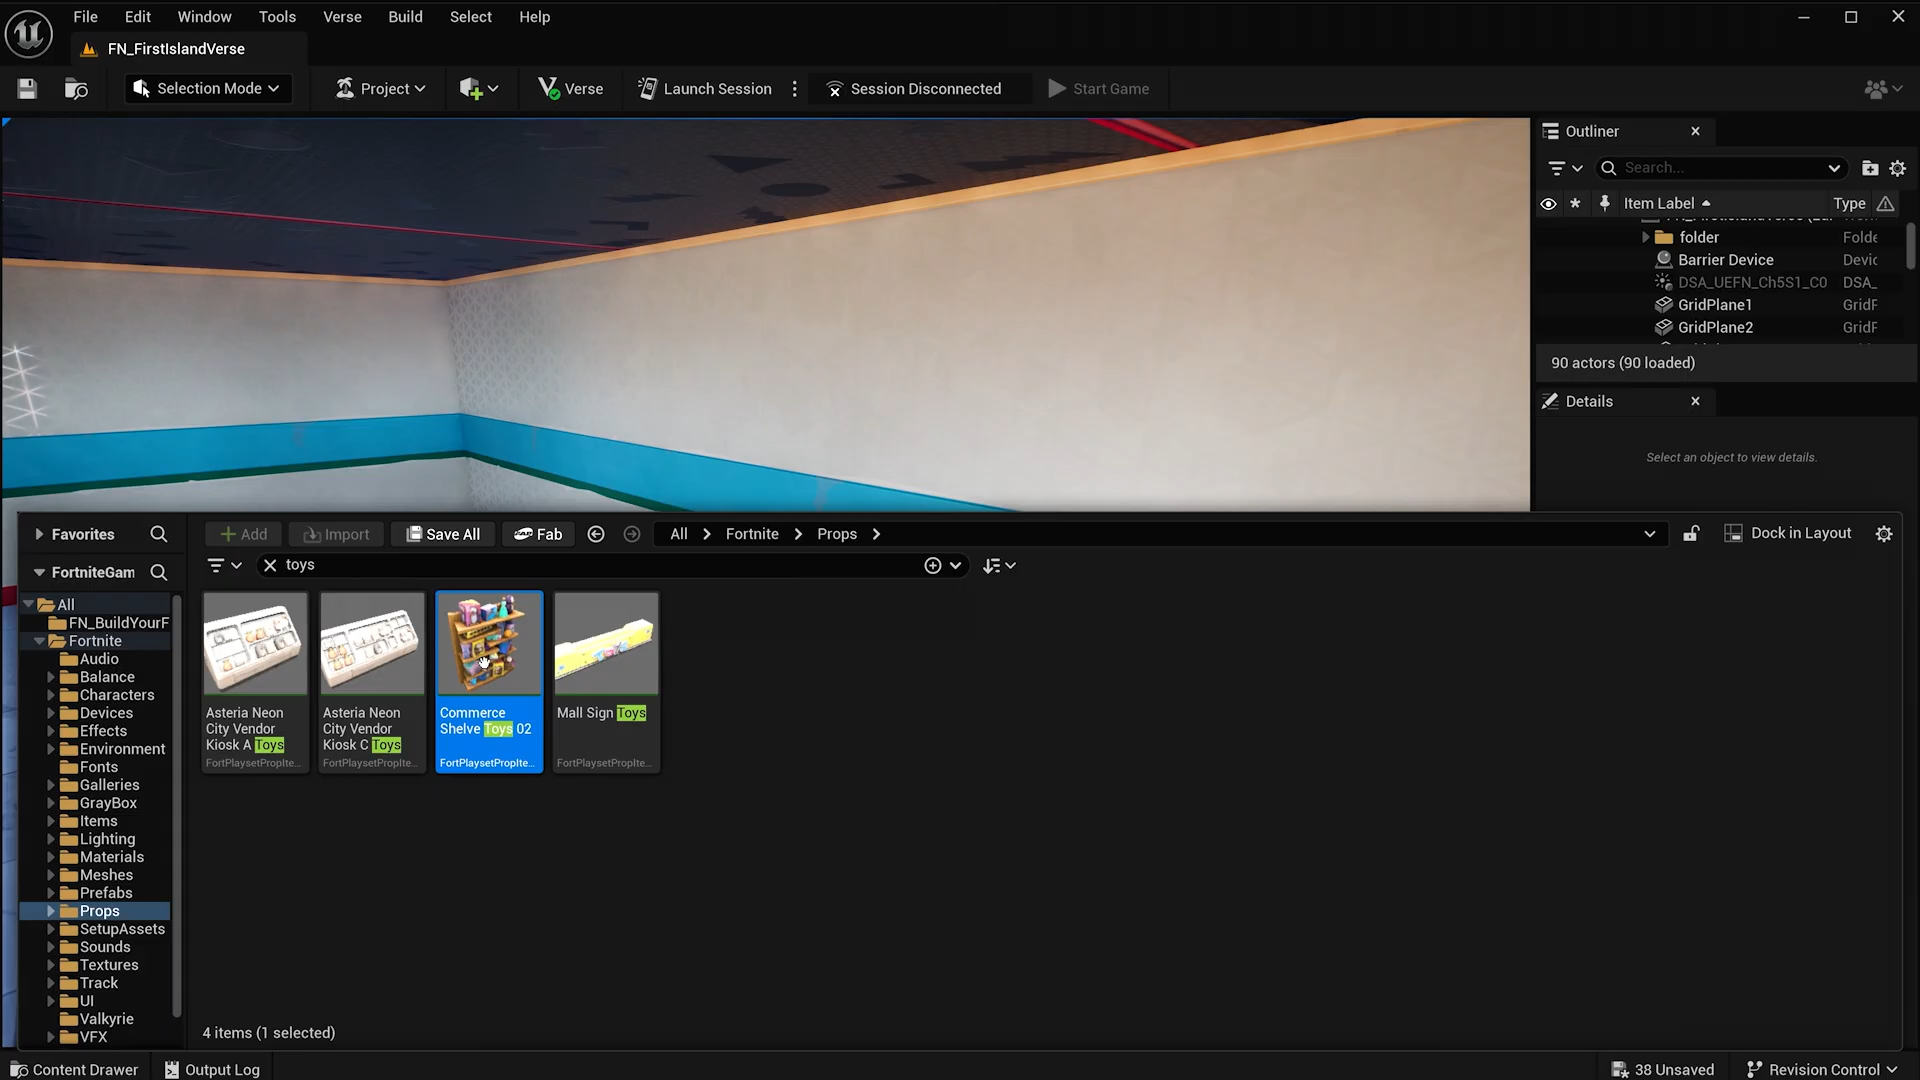 File Edit Window Tools Verse Build Select Help
FN_FirstIslandVerse
Selection Mode Project Verse Launch Session Session Disconnected Start Game
Outliner
Search...
Item Label Type
folder Folde
Barrier Device Devic
DSA_UEFN_Ch5S1_C0 DSA_
GridPlane1 GridF
GridPlane2 GridF
90 actors (90 loaded)
Details
Select an object to view details.
Favorites
Add Import Save All Fab All Fortnite Props Dock in Layout
FortniteGam
toys
All
FN_BuildYourF
Fortnite
Audio
Balance
Characters
Devices
Effects
Environment
Fonts
Galleries
GrayBox
Items
Lighting
Materials
Meshes
Prefabs
Props
SetupAssets
Sounds
Textures
Track
UI
Valkyrie
VFX
Asteria Neon
City Vendor
Kiosk A Toys
FortPlaysetPropIte...
Asteria Neon
City Vendor
Kiosk C Toys
FortPlaysetPropIte...
Commerce
Shelve Toys 02
FortPlaysetPropIte...
Mall Sign Toys
FortPlaysetPropIte...
4 items (1 selected)
Content Drawer Output Log 38 Unsaved Revision Control